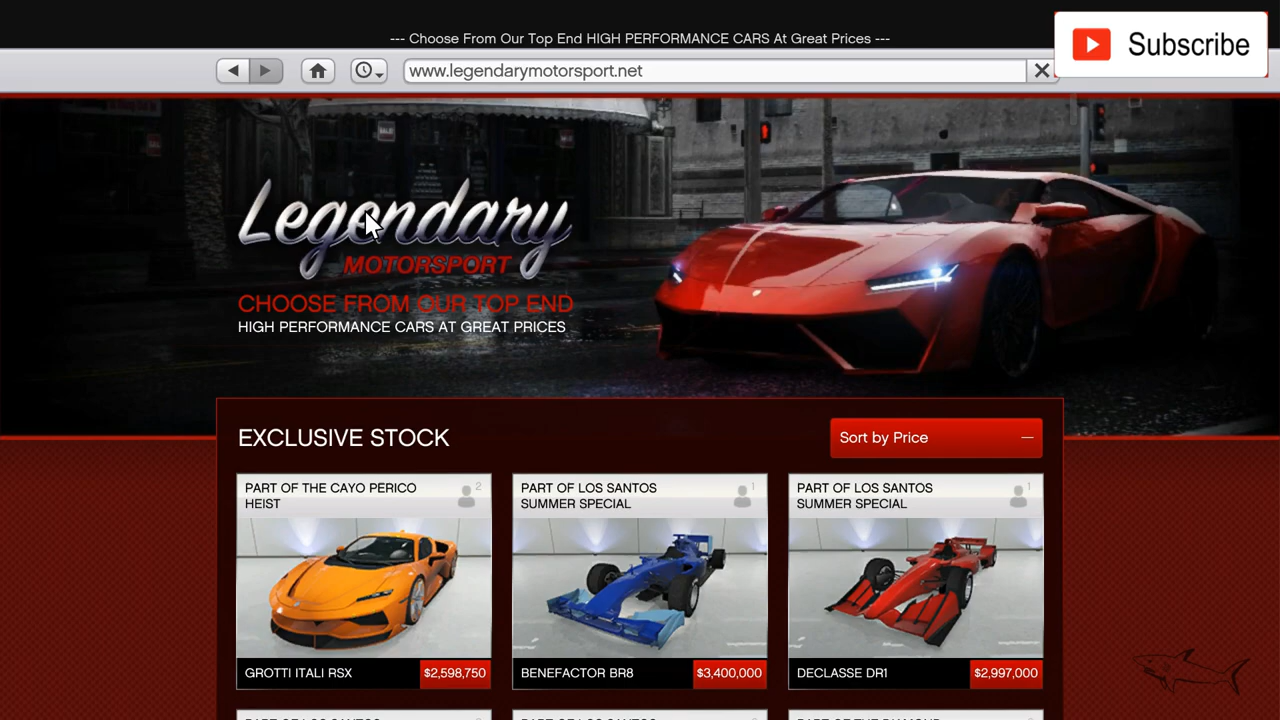 --- Choose From Our Top End HIGH PERFORMANCE CARS At Great Prices ---
Subscribe
www.legendarymotorsport.net
SALE!
Legendary
MOTORSPORT
CHOOSE FROM OUR TOP END
HIGH PERFORMANCE CARS AT GREAT PRICES
EXCLUSIVE STOCK
Sort by Price
PART OF THE CAYO PERICO
HEIST
2
PART OF LOS SANTOS
SUMMER SPECIAL
1
PART OF LOS SANTOS
SUMMER SPECIAL
1
GROTTI ITALI RSX
$2,598,750
BENEFACTOR BR8
$3,400,000
DECLASSE DR1
$2,997,000